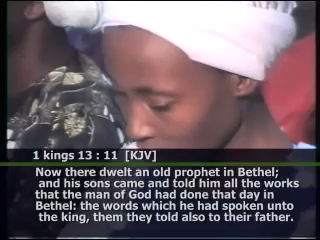 1 kings 13 : 11 [KJV]
Now there dwelt an old prophet in Bethel;
and his sons came and told him all the works
that the man of God had done that day in
Bethel: the words which he had spoken unto
the king, them they told also to their father.